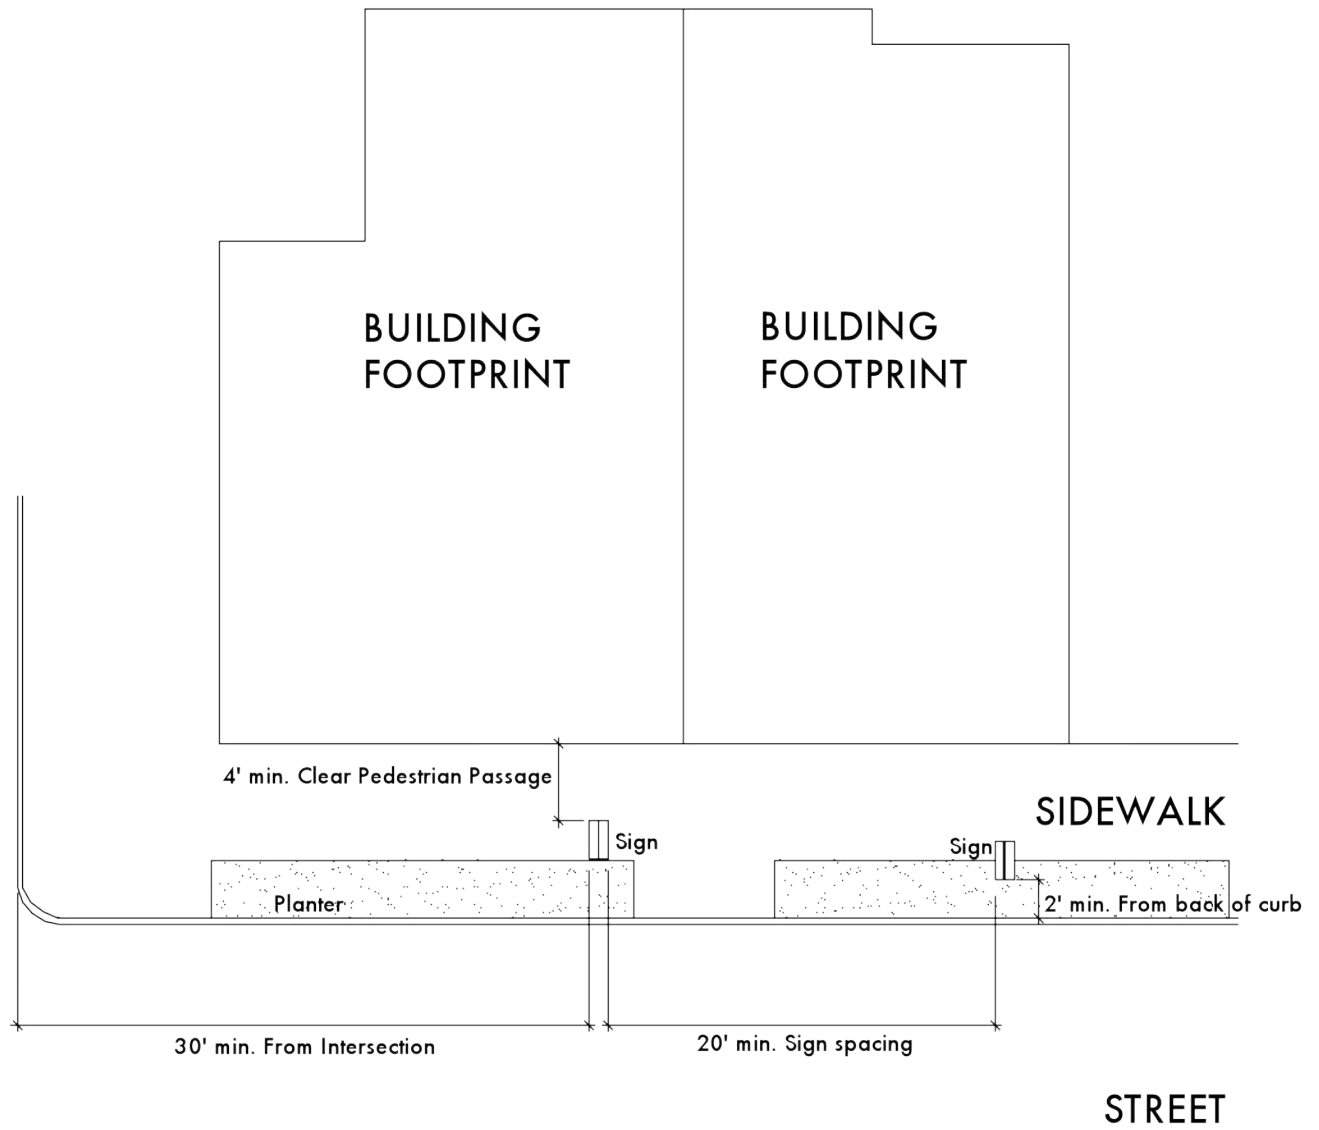 BUILDING
FOOTPRINT
BUILDING
FOOTPRINT
4' min. Clear Pedestrian Passage
SIDEWALK
Sign
Sign
Planter
2' min. From back of curb
30' min. From Intersection
20' min. Sign spacing
STREET